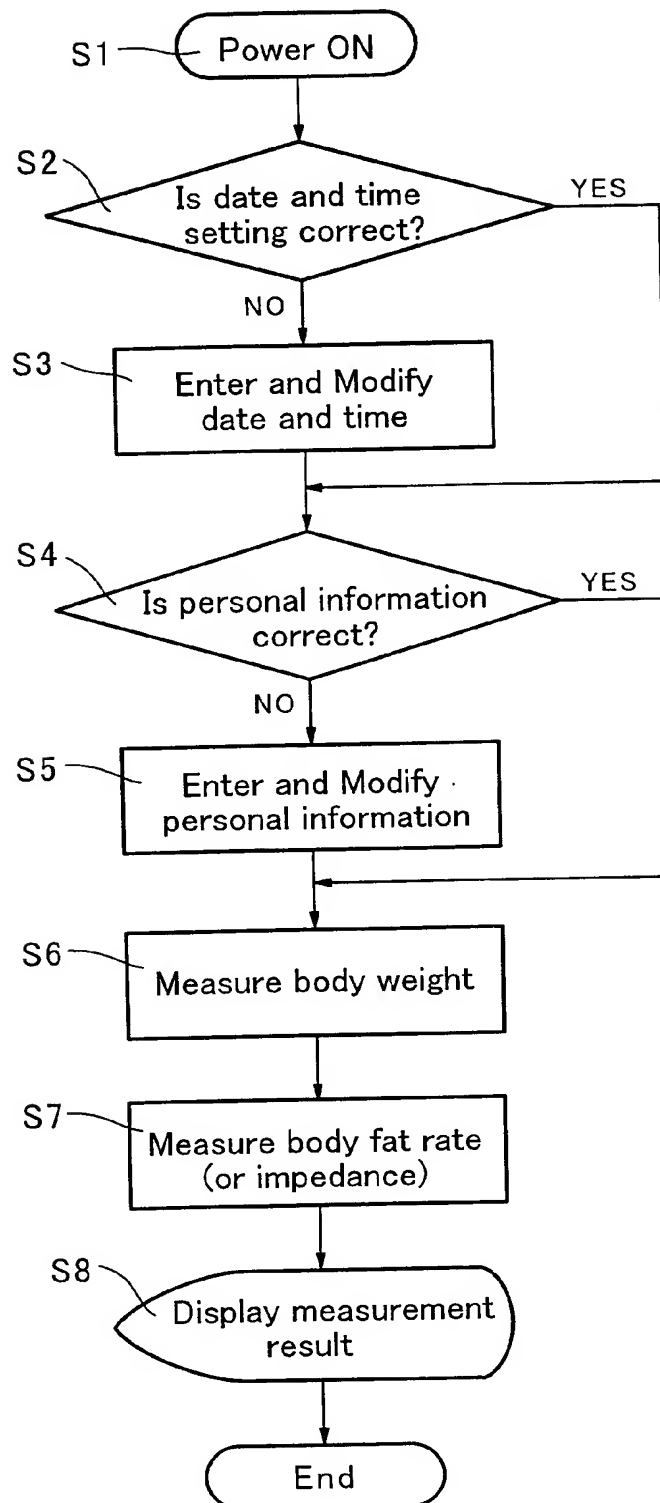 S1
Power ON
S2
Is date and time
setting correct?
YES
NO
S3
Enter and Modify
date and time
S4
Is personal information
correct?
YES
NO
S5
Enter and Modify
personal information
S6
Measure body weight
S7
Measure body fat rate
(or impedance)
S8
Display measurement
result
End